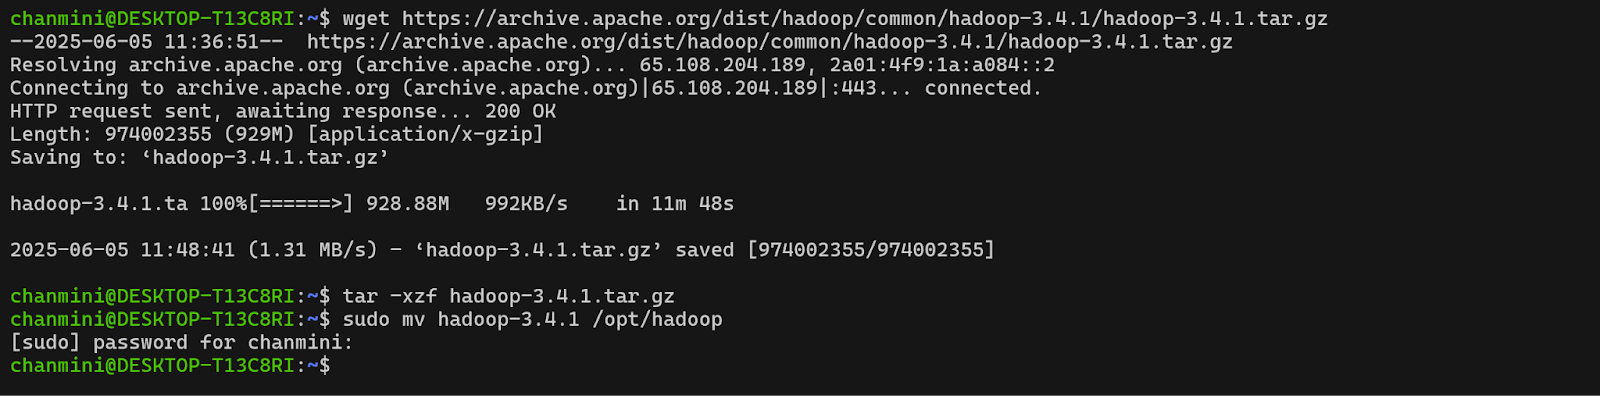 chanmini@DESKTOP-T13C8RI:~$ wget https://archive.apache.org/dist/hadoop/common/hadoop-3.4.1/hadoop-3.4.1.tar.gz
--2025-06-05 11:36:51--  https://archive.apache.org/dist/hadoop/common/hadoop-3.4.1/hadoop-3.4.1.tar.gz
Resolving archive.apache.org (archive.apache.org)... 65.108.204.189, 2a01:4f9:1a:a084::2
Connecting to archive.apache.org (archive.apache.org)|65.108.204.189|:443... connected.
HTTP request sent, awaiting response... 200 OK
Length: 974002355 (929M) [application/x-gzip]
Saving to: ‘hadoop-3.4.1.tar.gz’
hadoop-3.4.1.ta 100%[======>] 928.88M   992KB/s    in 11m 48s
2025-06-05 11:48:41 (1.31 MB/s) - ‘hadoop-3.4.1.tar.gz’ saved [974002355/974002355]
chanmini@DESKTOP-T13C8RI:~$ tar -xzf hadoop-3.4.1.tar.gz
chanmini@DESKTOP-T13C8RI:~$ sudo mv hadoop-3.4.1 /opt/hadoop
[sudo] password for chanmini:
chanmini@DESKTOP-T13C8RI:~$